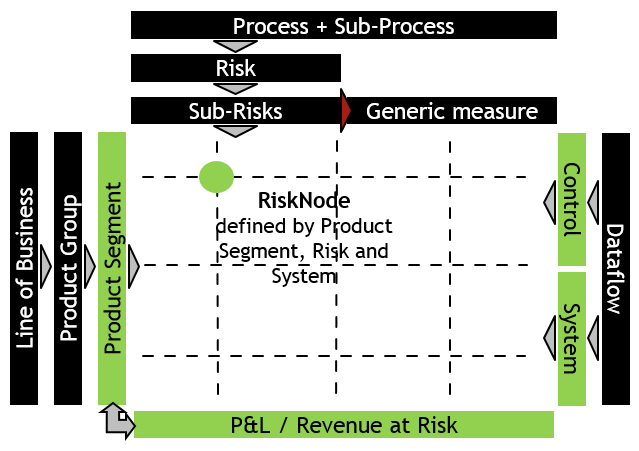 Process + Sub-Process
Risk
Sub-Risks
Generic measure
Line of Business
Product Group
Product Segment
RiskNode
defined by Product
Segment, Risk and
System
Control
System
Dataflow
P&L / Revenue at Risk